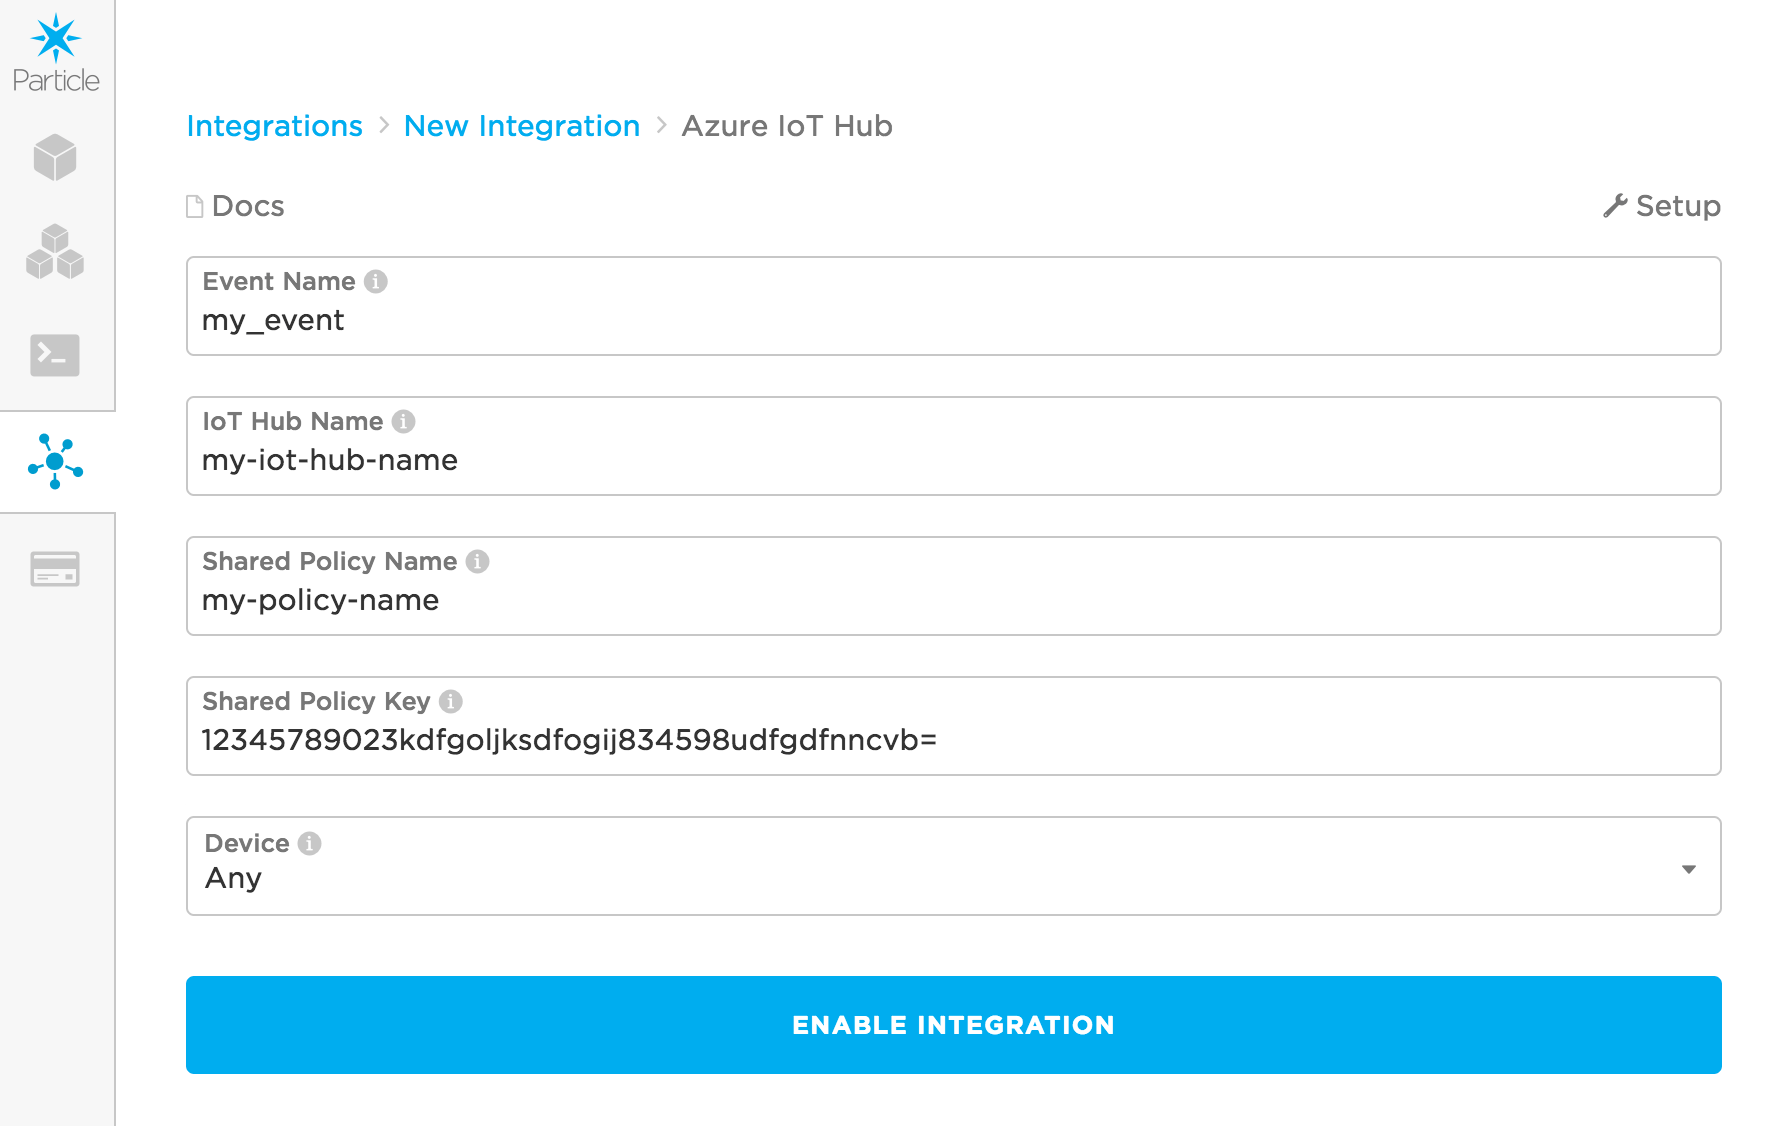 Particle
Integrations > New Integration > Azure IoT Hub
Docs
Setup
Event Name
my_event
IoT Hub Name
my-iot-hub-name
Shared Policy Name
my-policy-name
Shared Policy Key
12345789023kdfgoljksdfogij834598udfgdfnncvb=
Device
Any
ENABLE INTEGRATION